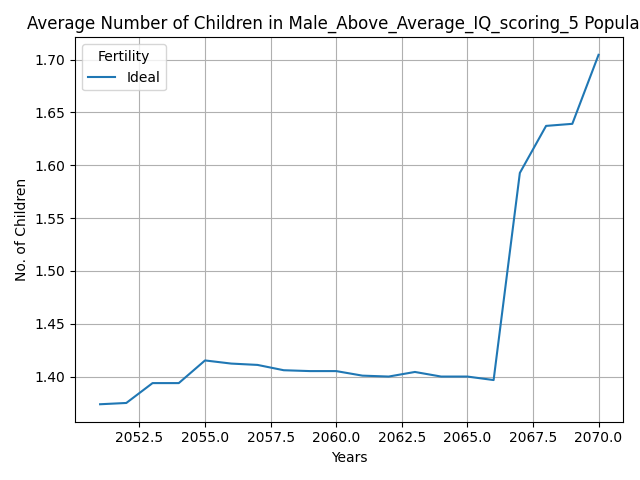 Average Number of Children in Male_Above_Average_IQ_scoring_5 Popula
Fertility
Ideal
1.70
1.65
1.60
1.55
1.50
1.45
1.40
No. of Children
2052.5 2055.0 2057.5 2060.0 2062.5 2065.0 2067.5 2070.0
Years